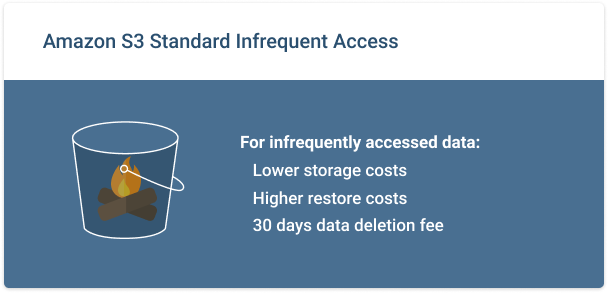 Amazon S3 Standard Infrequent Access
For infrequently accessed data:
Lower storage costs
Higher restore costs
30 days data deletion fee